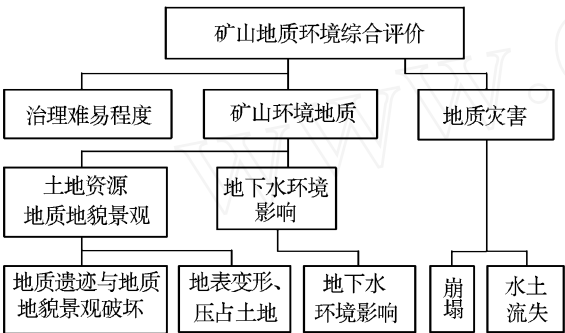 矿山地质环境综合评价
治理难易程度
矿山环境地质
地质灾害
土地资源
地质地貌景观
地下水环境
影响
地质遗迹与地质
地貌景观破坏
地表变形、
压占土地
地下水
环境影响
崩
塌
水土
流失
www.